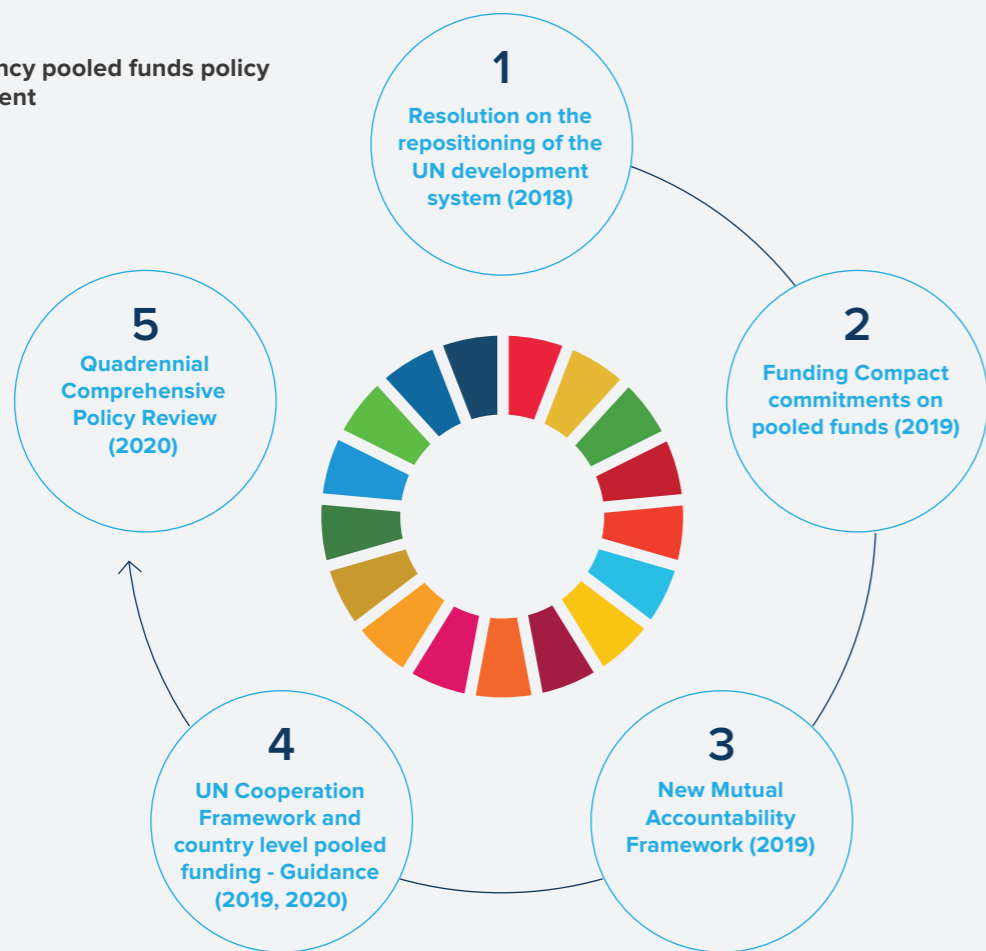 ncy pooled funds policy
ent
1
Resolution on the
repositioning of the
UN development
system (2018)
2
Funding Compact
commitments on
pooled funds (2019)
3
New Mutual
Accountability
Framework (2019)
4
UN Cooperation
Framework and
country level pooled
funding - Guidance
(2019, 2020)
5
Quadrennial
Comprehensive
Policy Review
(2020)